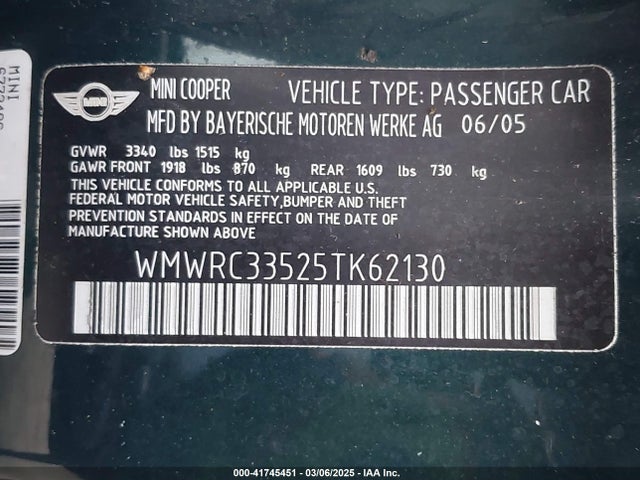 MINI
MINI COOPER VEHICLE TYPE: PASSENGER CAR
MFD BY BAYERISCHE MOTOREN WERKE AG 06/05
GVWR 3340 lbs 1515 kg
GAWR FRONT 1918 lbs 870 kg REAR 1609 lbs 730 kg
THIS VEHICLE CONFORMS TO ALL APPLICABLE U.S.
FEDERAL MOTOR VEHICLE SAFETY,BUMPER AND THEFT
PREVENTION STANDARDS IN EFFECT ON THE DATE OF
MANUFACTURE SHOWN ABOVE.
WMWRC33525TK62130
MINI
000-41745451 | 03/06/2025 | IAA Inc.